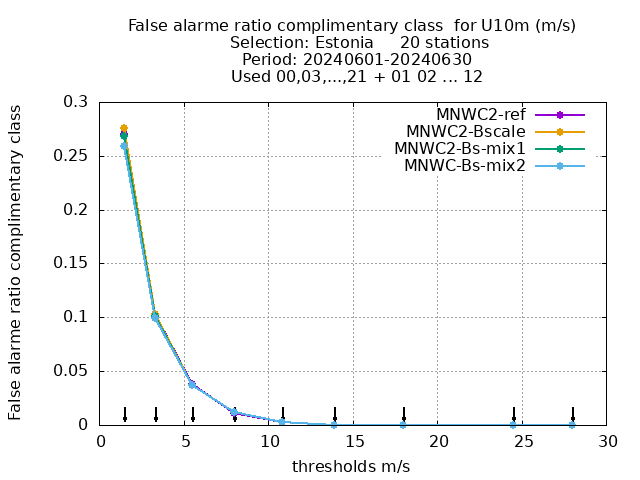 False alarme ratio complimentary class  for U10m (m/s)
Selection: Estonia     20 stations
Period: 20240601-20240630
Used 00,03,...,21 + 01 02 ... 12
False alarme ratio complimentary class
0.3
0.25
0.2
0.15
0.1
0.05
0
MNWC2-ref
MNWC2-Bscale
MNWC2-Bs-mix1
MNWC-Bs-mix2
0 5 10 15 20 25 30
thresholds m/s